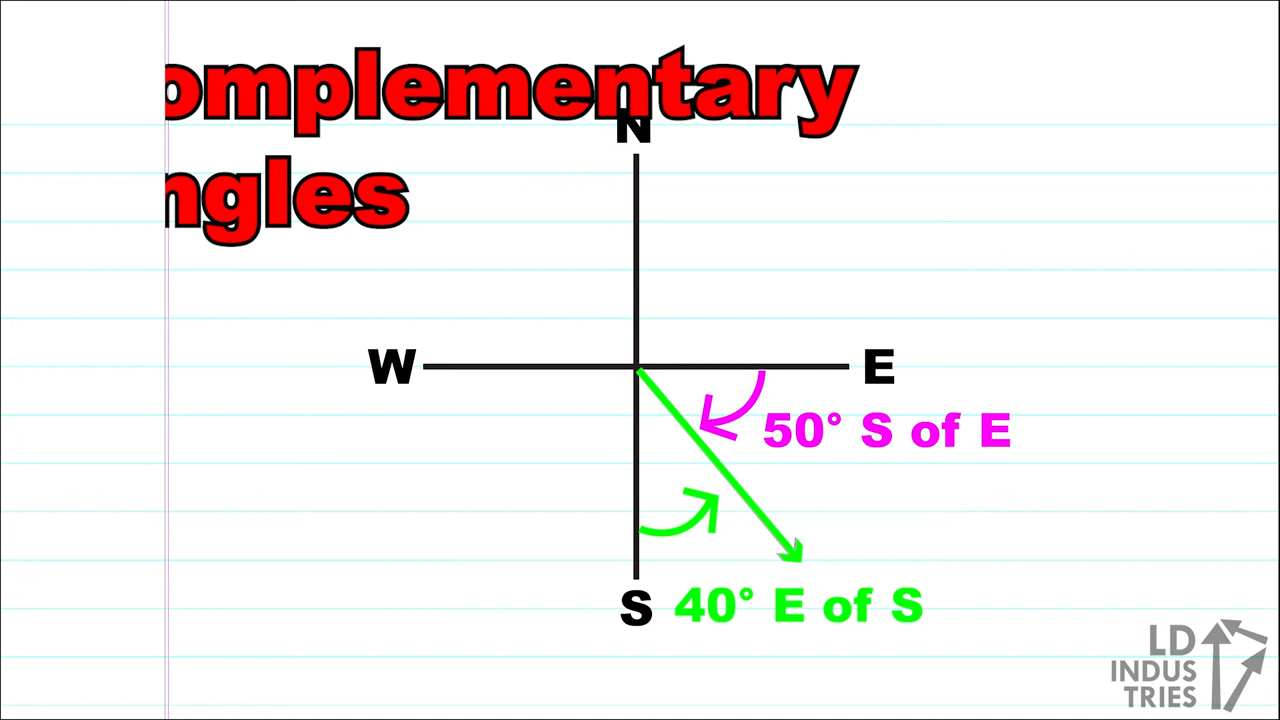 omplementary
ngles
N
W
E
50° S of E
S
40° E of S
LD
INDUS
TRIES